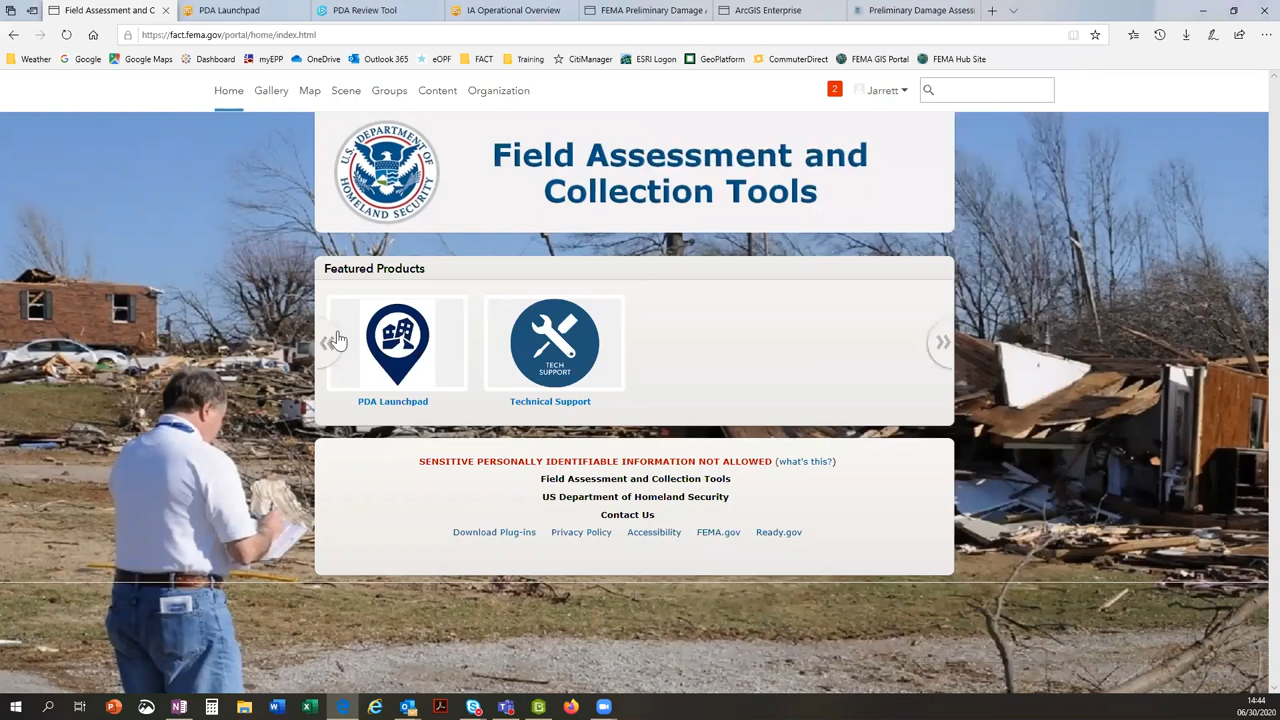 Field Assessment and C
PDA Launchpad
PDA Review Tool
IA Operational Overview
FEMA Preliminary Damage
ArcGIS Enterprise
Preliminary Damage Assess
https://fact.fema.gov/portal/home/index.html
Weather
Google
Google Maps
Dashboard
myEPP
OneDrive
Outlook 365
eOPF
FACT
Training
CitiManager
ESRI Logon
GeoPlatform
CommuterDirect
FEMA GIS Portal
FEMA Hub Site
Home
Gallery
Map
Scene
Groups
Content
Organization
2
Jarrett
U.S. DEPARTMENT OF
HOMELAND SECURITY
Field Assessment and
Collection Tools
Featured Products
TECH
SUPPORT
PDA Launchpad
Technical Support
SENSITIVE PERSONALLY IDENTIFIABLE INFORMATION NOT ALLOWED (what's this?)
Field Assessment and Collection Tools
US Department of Homeland Security
Contact Us
Download Plug-ins
Privacy Policy
Accessibility
FEMA.gov
Ready.gov
14:44
06/30/2020